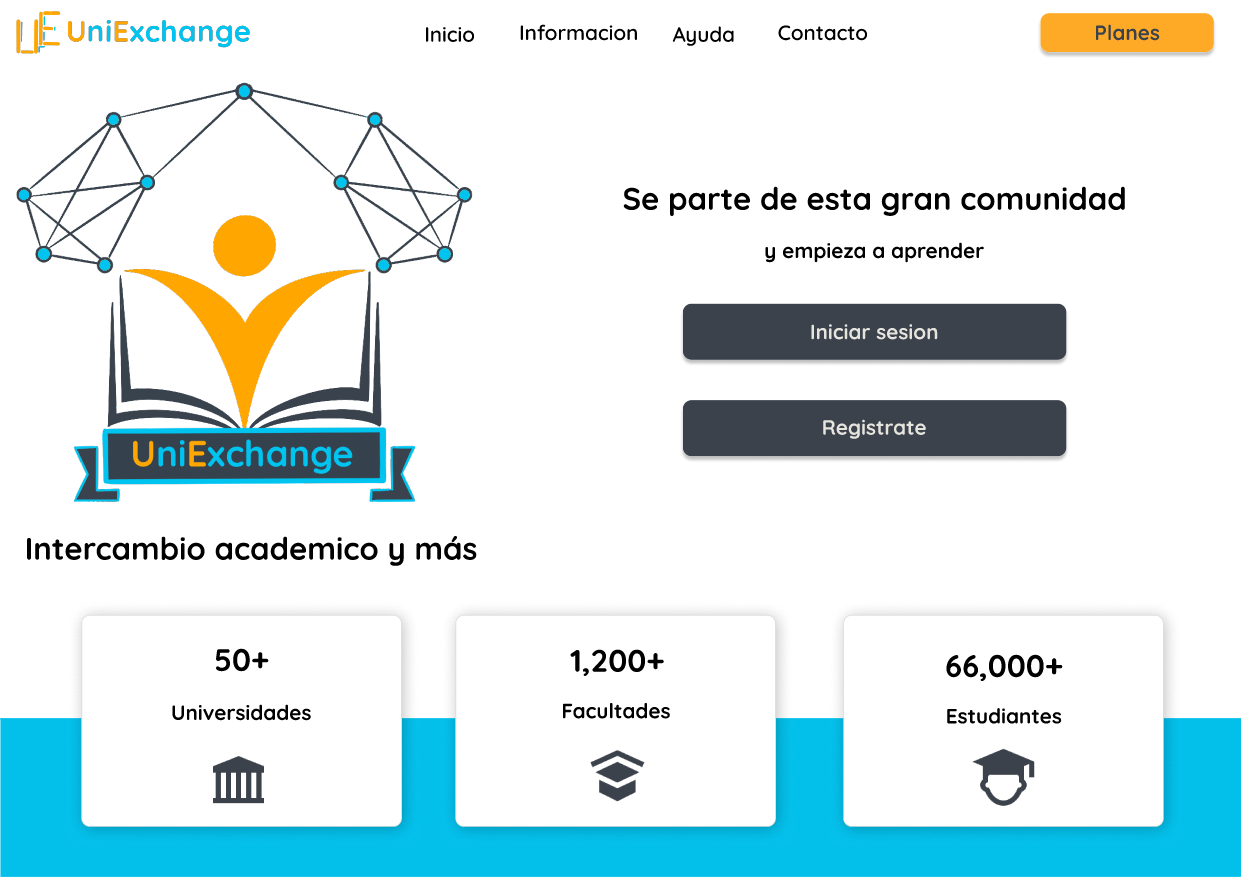 UE UniExchange
Inicio
Informacion
Ayuda
Contacto
Planes
Se parte de esta gran comunidad
y empieza a aprender
Iniciar sesion
Registrate
UniExchange
Intercambio academico y más
50+
Universidades
1,200+
Facultades
66,000+
Estudiantes